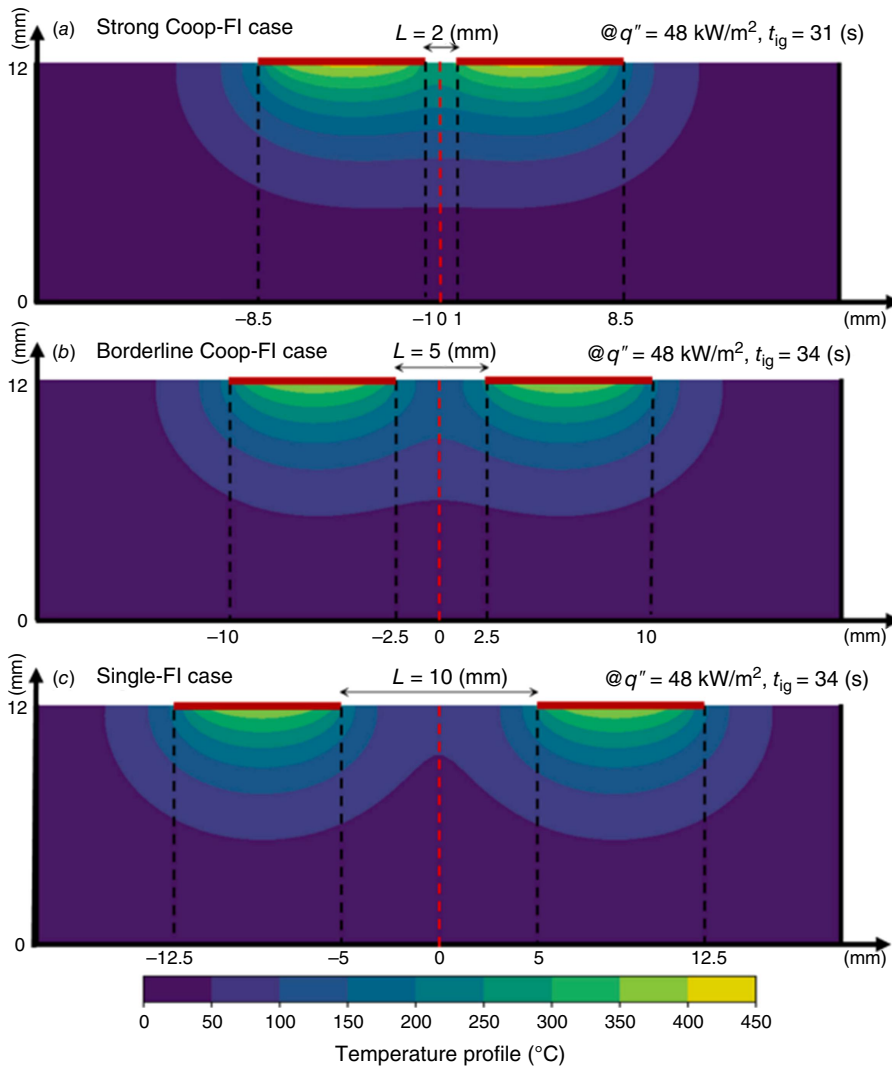 (mm)
(a) Strong Coop-FI case
L = 2 (mm)
@q″ = 48 kW/m², tig = 31 (s)
12
0
–8.5 –1 0 1 8.5 (mm)
(mm)
(b) Borderline Coop-FI case
L = 5 (mm)
@q″ = 48 kW/m², tig = 34 (s)
12
0
–10 –2.5 0 2.5 10 (mm)
(mm)
(c) Single-FI case
L = 10 (mm)
@q″ = 48 kW/m², tig = 34 (s)
12
0
–12.5 –5 0 5 12.5 (mm)
0 50 100 150 200 250 300 350 400 450
Temperature profile (°C)